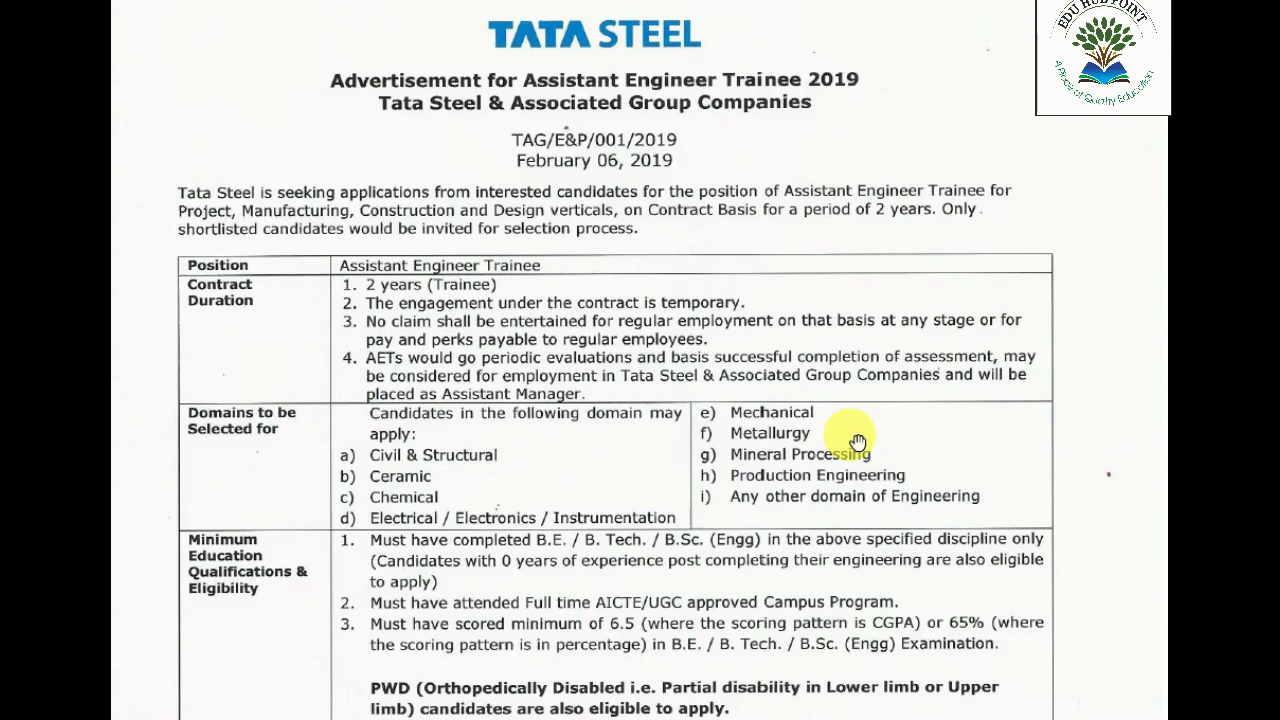 TATA STEEL
EDU HUB POINT
A Place of Quality Education
Advertisement for Assistant Engineer Trainee 2019
Tata Steel & Associated Group Companies
TAG/E&P/001/2019
February 06, 2019
Tata Steel is seeking applications from interested candidates for the position of Assistant Engineer Trainee for
Project, Manufacturing, Construction and Design verticals, on Contract Basis for a period of 2 years. Only
shortlisted candidates would be invited for selection process.
Position
Assistant Engineer Trainee
Contract
Duration
1. 2 years (Trainee)
2. The engagement under the contract is temporary.
3. No claim shall be entertained for regular employment on that basis at any stage or for
pay and perks payable to regular employees.
4. AETs would go periodic evaluations and basis successful completion of assessment, may
be considered for employment in Tata Steel & Associated Group Companies and will be
placed as Assistant Manager.
Domains to be
Selected for
Candidates in the following domain may
apply:
a) Civil & Structural
b) Ceramic
c) Chemical
d) Electrical / Electronics / Instrumentation
e) Mechanical
f) Metallurgy
g) Mineral Processing
h) Production Engineering
i) Any other domain of Engineering
Minimum
Education
Qualifications &
Eligibility
1. Must have completed B.E. / B. Tech. / B.Sc. (Engg) in the above specified discipline only
(Candidates with 0 years of experience post completing their engineering are also eligible
to apply)
2. Must have attended Full time AICTE/UGC approved Campus Program.
3. Must have scored minimum of 6.5 (where the scoring pattern is CGPA) or 65% (where
the scoring pattern is in percentage) in B.E. / B. Tech. / B.Sc. (Engg) Examination.
PWD (Orthopedically Disabled i.e. Partial disability in Lower limb or Upper
limb) candidates are also eligible to apply.